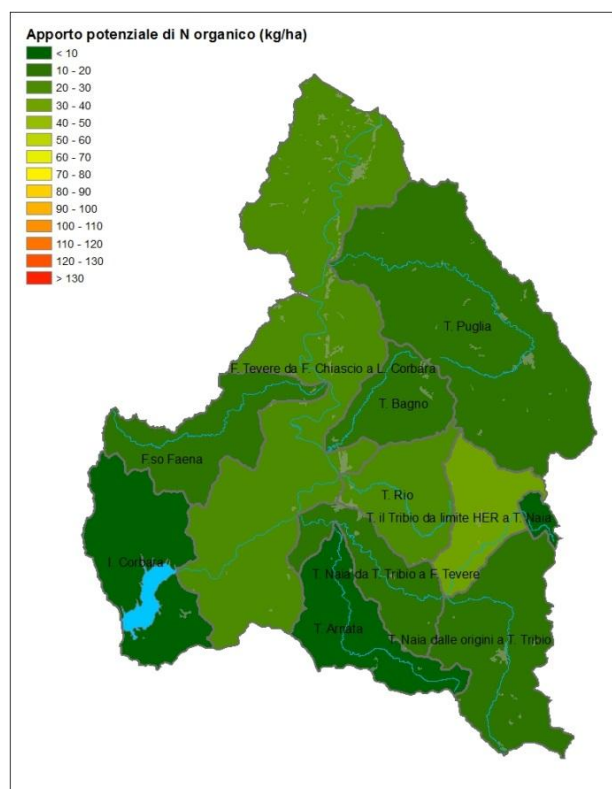 Apporto potenziale di N organico (kg/ha)
< 10
10 - 20
20 - 30
30 - 40
40 - 50
50 - 60
60 - 70
70 - 80
80 - 90
90 - 100
100 - 110
110 - 120
120 - 130
> 130
T. Puglia
F. Tevere da F. Chiascio a L. Corbara
T. Bagno
F.so Faena
T. Rio
T. il Tribio da limite HER a T. Naia
l. Corbara
T. Naia da T. Tribio a F. Tevere
T. Arnata
T. Naia dalle origini a T. Tribio